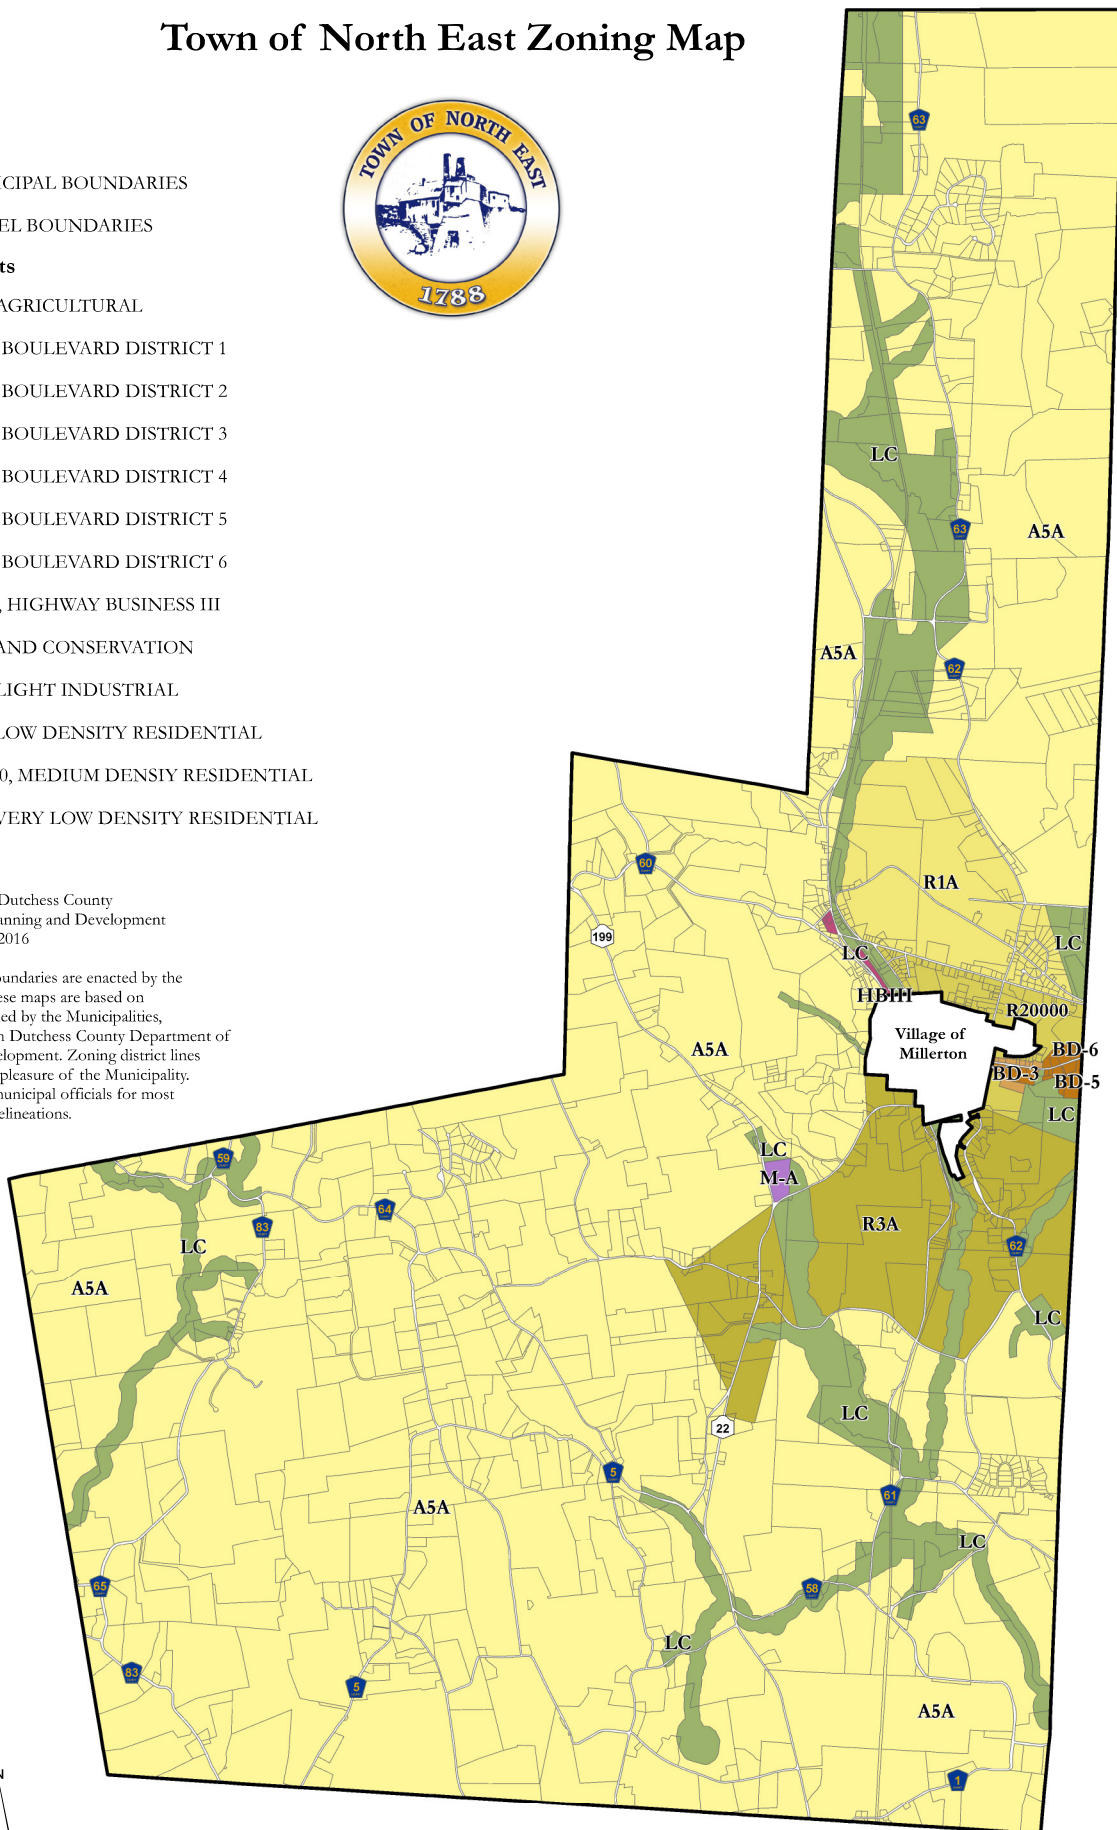 Town of North East Zoning Map
TOWN OF NORTH EAST
1788
ICIPAL BOUNDARIES
EL BOUNDARIES
ts
AGRICULTURAL
BOULEVARD DISTRICT 1
BOULEVARD DISTRICT 2
BOULEVARD DISTRICT 3
BOULEVARD DISTRICT 4
BOULEVARD DISTRICT 5
BOULEVARD DISTRICT 6
, HIGHWAY BUSINESS III
AND CONSERVATION
LIGHT INDUSTRIAL
LOW DENSITY RESIDENTIAL
0, MEDIUM DENSIY RESIDENTIAL
VERY LOW DENSITY RESIDENTIAL
Dutchess County
anning and Development
2016
oundaries are enacted by the
ese maps are based on
ied by the Municipalities,
n Dutchess County Department of
elopment. Zoning district lines
pleasure of the Municipality.
municipal officials for most
elineations.
63
LC
63
A5A
A5A
62
60
R1A
199
LC
LC
HBIII
R20000
Village of
Millerton
A5A
BD-6
BD-3
BD-5
LC
LC
M-A
59
64
83
R3A
LC
62
A5A
LC
LC
22
5
A5A
61
LC
65
58
LC
83
5
A5A
1
N